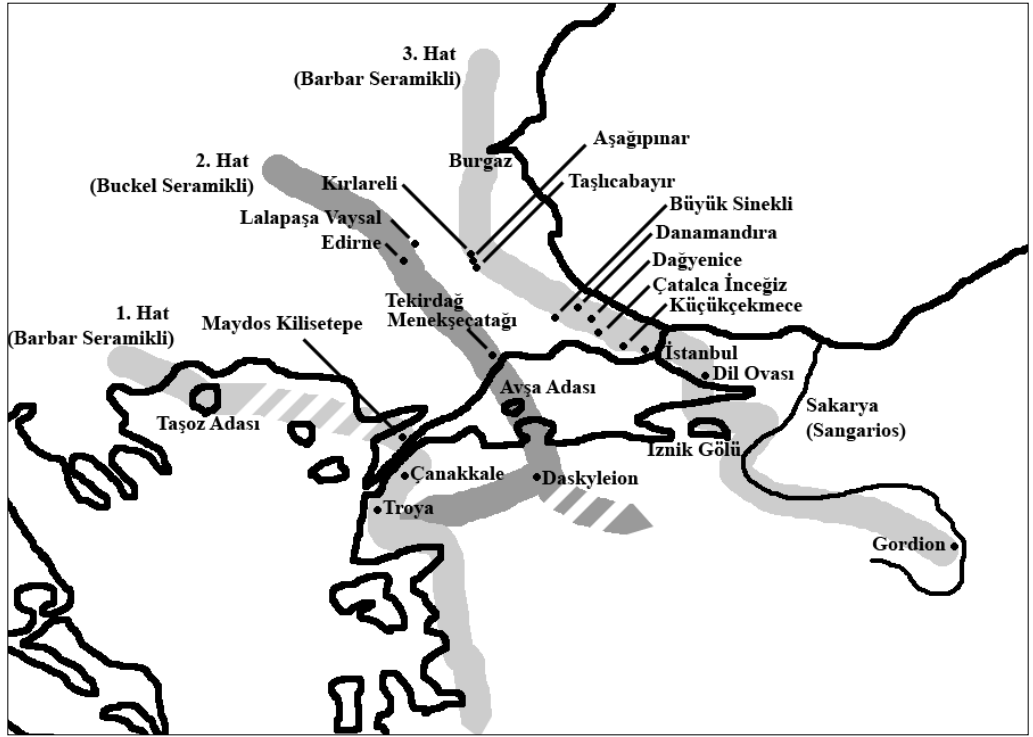 3. Hat
(Barbar Seramikli)
Aşağıpınar
2. Hat
(Buckel Seramikli)
Burgaz
Kırlareli
Taşlıcabayır
Büyük Sinekli
Lalapaşa Vaysal
Edirne
Danamandıra
Dağyenice
Çatalca İnceğiz
Küçükçekmece
Tekirdağ
Menekşeçatağı
1. Hat
(Barbar Seramikli)
Maydos Kilisetepe
İstanbul
Dil Ovası
Avşa Adası
Taşoz Adası
Sakarya
(Sangarios)
İznik Gölü
Çanakkale
Daskyleion
Troya
Gordion